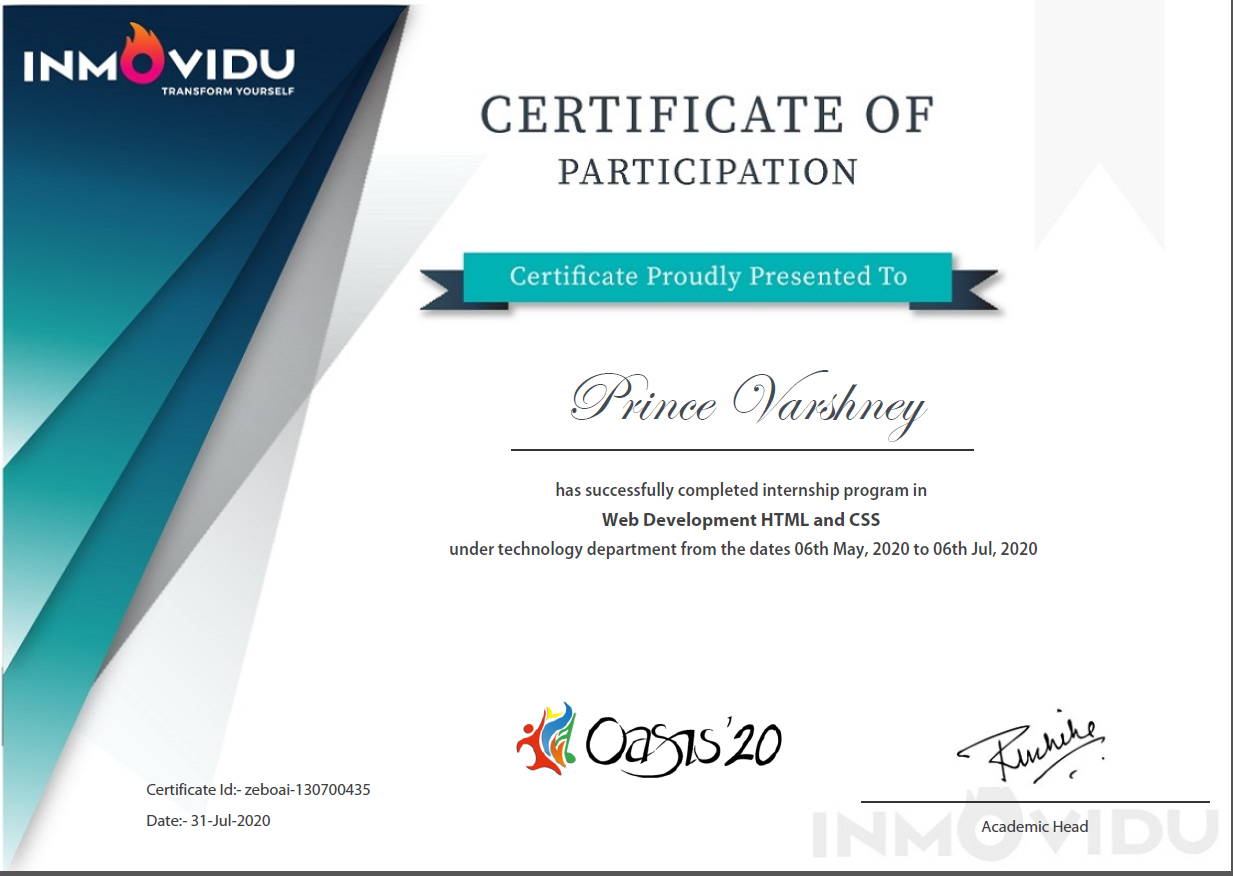 INMOVIDU
TRANSFORM YOURSELF
CERTIFICATE OF
PARTICIPATION
Certificate Proudly Presented To
Prince Varshney
has successfully completed internship program in
Web Development HTML and CSS
under technology department from the dates 06th May, 2020 to 06th Jul, 2020
Oasis'20
Ruchika
Certificate Id:- zeboai-130700435
Date:- 31-Jul-2020
Academic Head
INMOVIDU